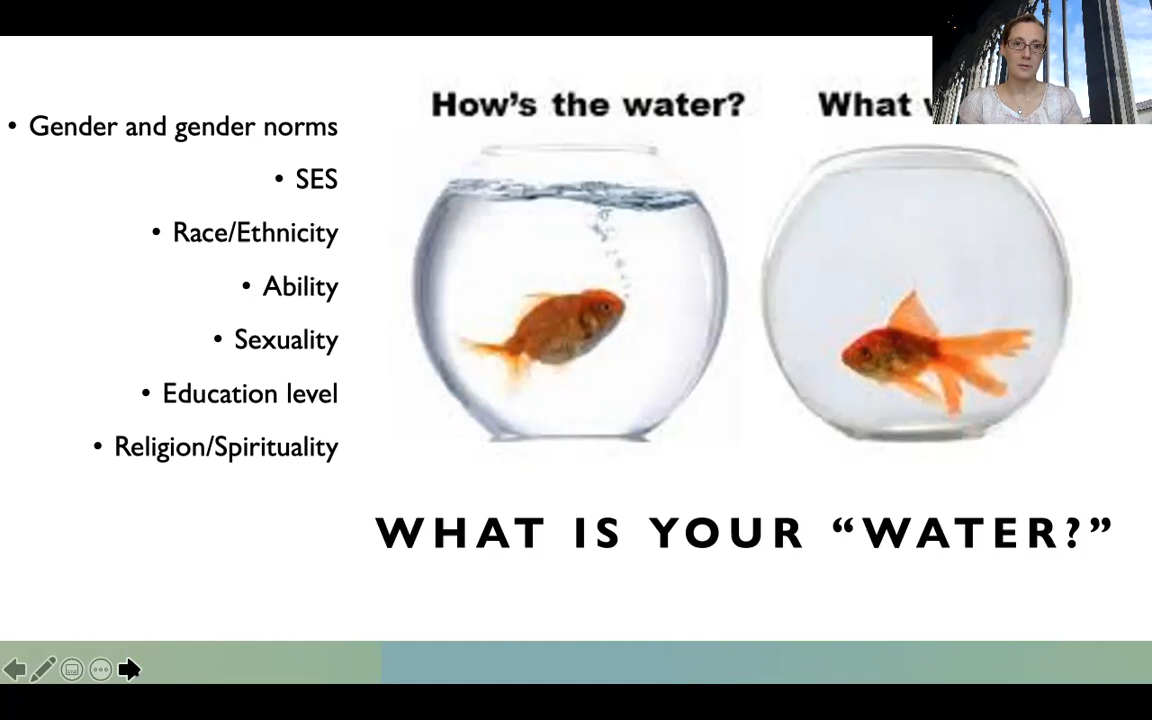 How's the water?
What
• Gender and gender norms
• SES
• Race/Ethnicity
• Ability
• Sexuality
• Education level
• Religion/Spirituality
WHAT IS YOUR “WATER?”